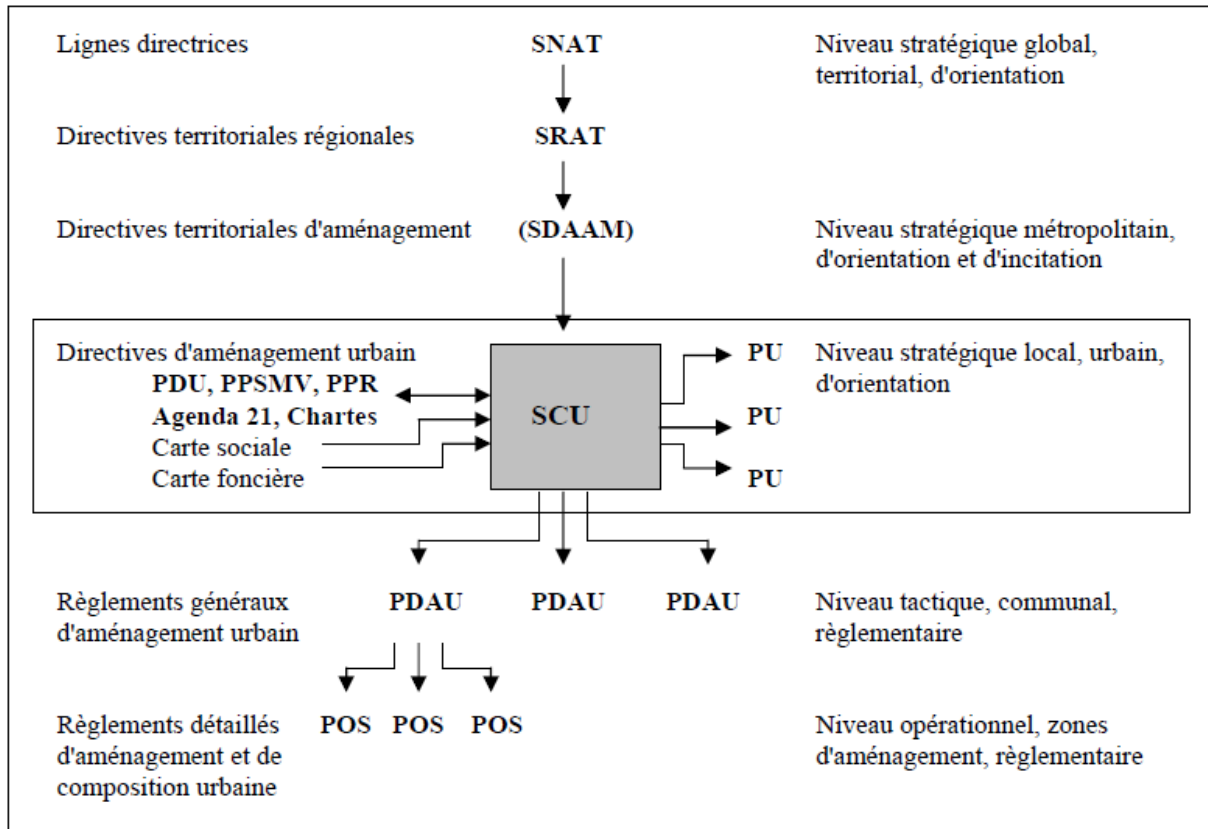 Lignes directrices SNAT Niveau stratégique global,
territorial, d'orientation
Directives territoriales régionales SRAT
Directives territoriales d'aménagement (SDAAM) Niveau stratégique métropolitain,
d'orientation et d'incitation
Directives d'aménagement urbain PU Niveau stratégique local, urbain,
PDU, PPSMV, PPR d'orientation
Agenda 21, Chartes SCU PU
Carte sociale
Carte foncière PU
Règlements généraux PDAU PDAU PDAU Niveau tactique, communal,
d'aménagement urbain règlementaire
Règlements détaillés POS POS POS Niveau opérationnel, zones
d'aménagement et de d'aménagement, règlementaire
composition urbaine